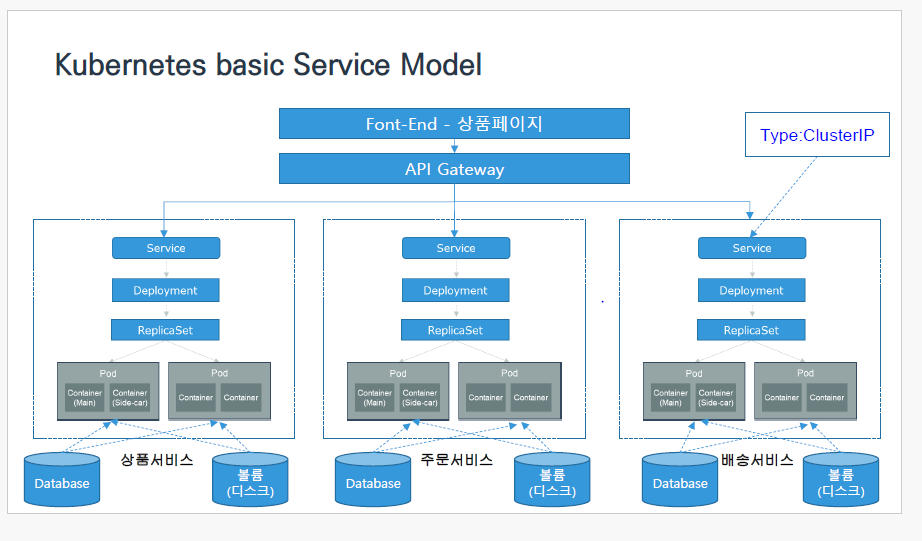 Kubernetes basic Service Model
Font-End - 상품페이지
Type:ClusterIP
API Gateway
Service
Service
Service
Deployment
Deployment
Deployment
ReplicaSet
ReplicaSet
ReplicaSet
Pod
Pod
Pod
Pod
Pod
Pod
Container
(Main)
Container
(Side-car)
Container
Container
Container
(Main)
Container
(Side-car)
Container
Container
Container
(Main)
Container
(Side-car)
Container
Container
상품서비스
주문서비스
배송서비스
Database
볼륨
(디스크)
Database
볼륨
(디스크)
Database
볼륨
(디스크)